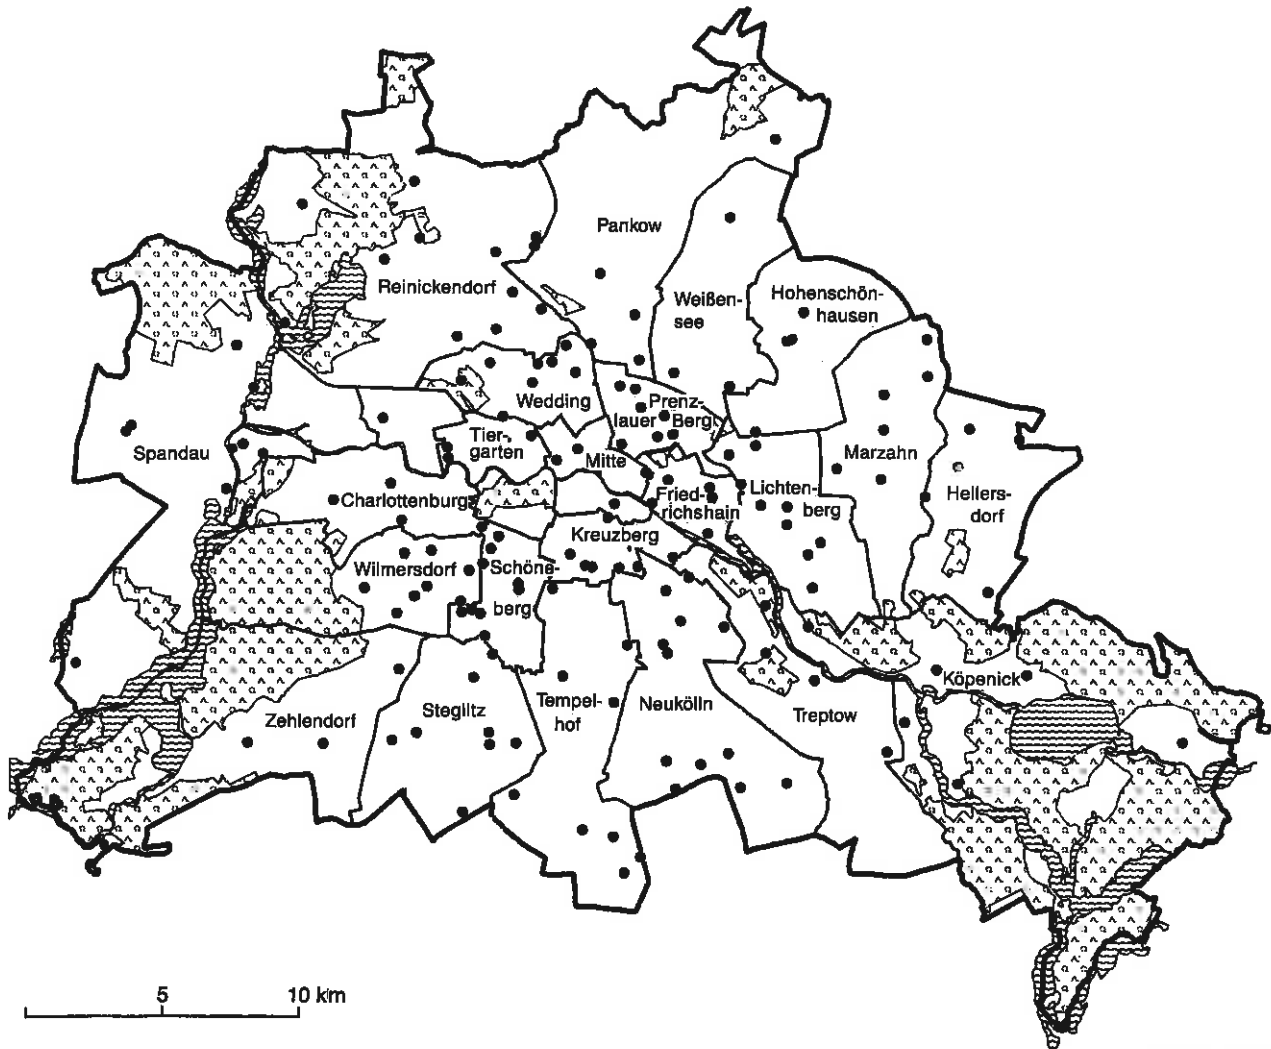 Pankow
Reinickendorf
Weißen-
see
Hohenschön-
hausen
Wedding
Prenz-
lauer Berg
Tier-
garten
Mitte
Spandau
Marzahn
Charlottenburg
Fried-
richshain
Lichten-
berg
Hellers-
dorf
Kreuzberg
Wilmersdorf
Schöne-
berg
Köpenick
Zehlendorf
Steglitz
Tempel-
hof
Neukölln
Treptow
5
10 km